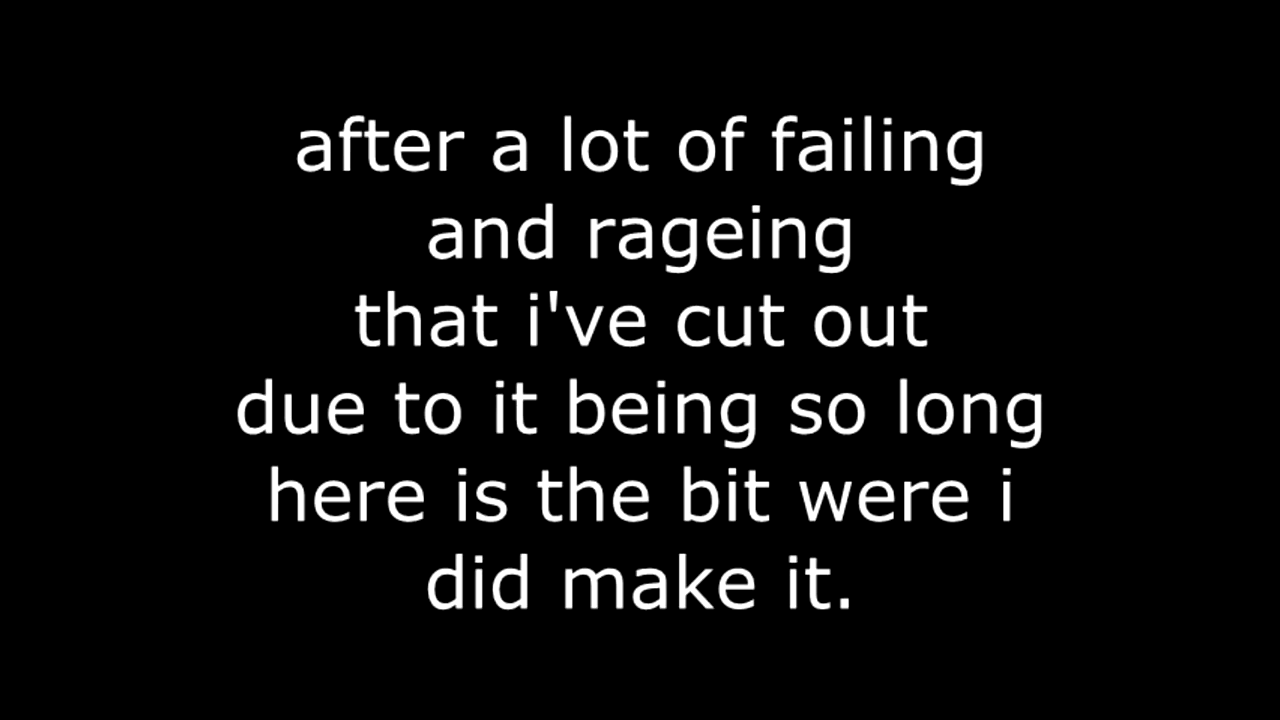 after a lot of failing
and rageing
that i've cut out
due to it being so long
here is the bit were i
did make it.